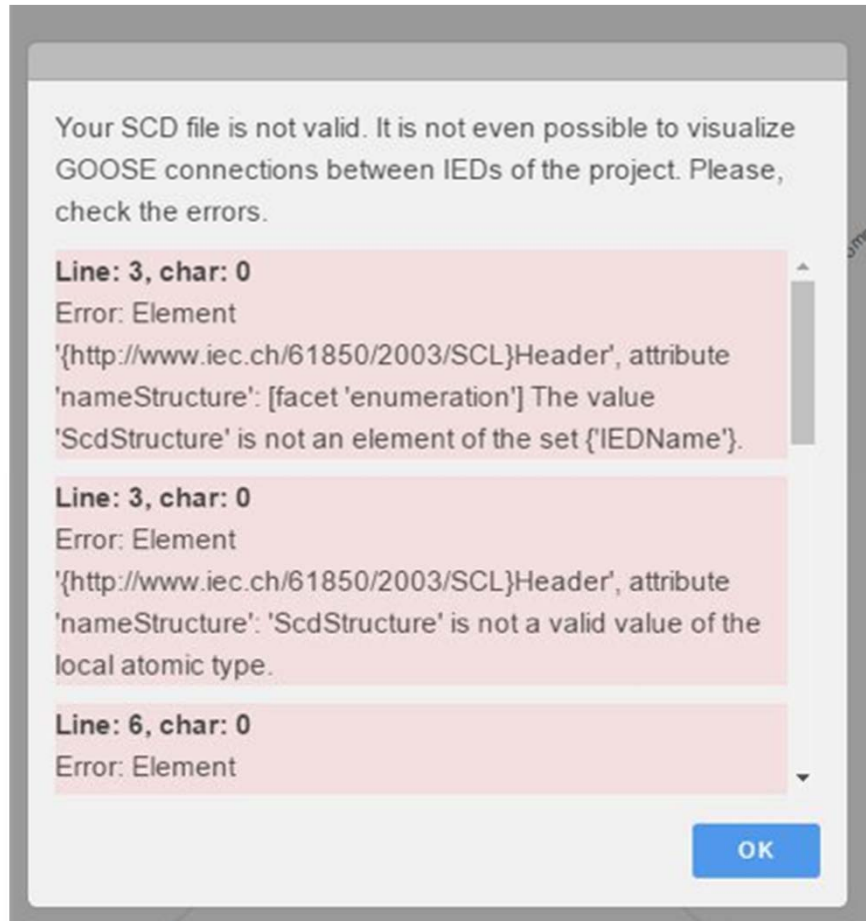 Your SCD file is not valid. It is not even possible to visualize
GOOSE connections between IEDs of the project. Please,
check the errors.
Line: 3, char: 0
Error: Element
'{http://www.iec.ch/61850/2003/SCL}Header', attribute
'nameStructure': [facet 'enumeration'] The value
'ScdStructure' is not an element of the set {'IEDName'}.
Line: 3, char: 0
Error: Element
'{http://www.iec.ch/61850/2003/SCL}Header', attribute
'nameStructure': 'ScdStructure' is not a valid value of the
local atomic type.
Line: 6, char: 0
Error: Element
OK